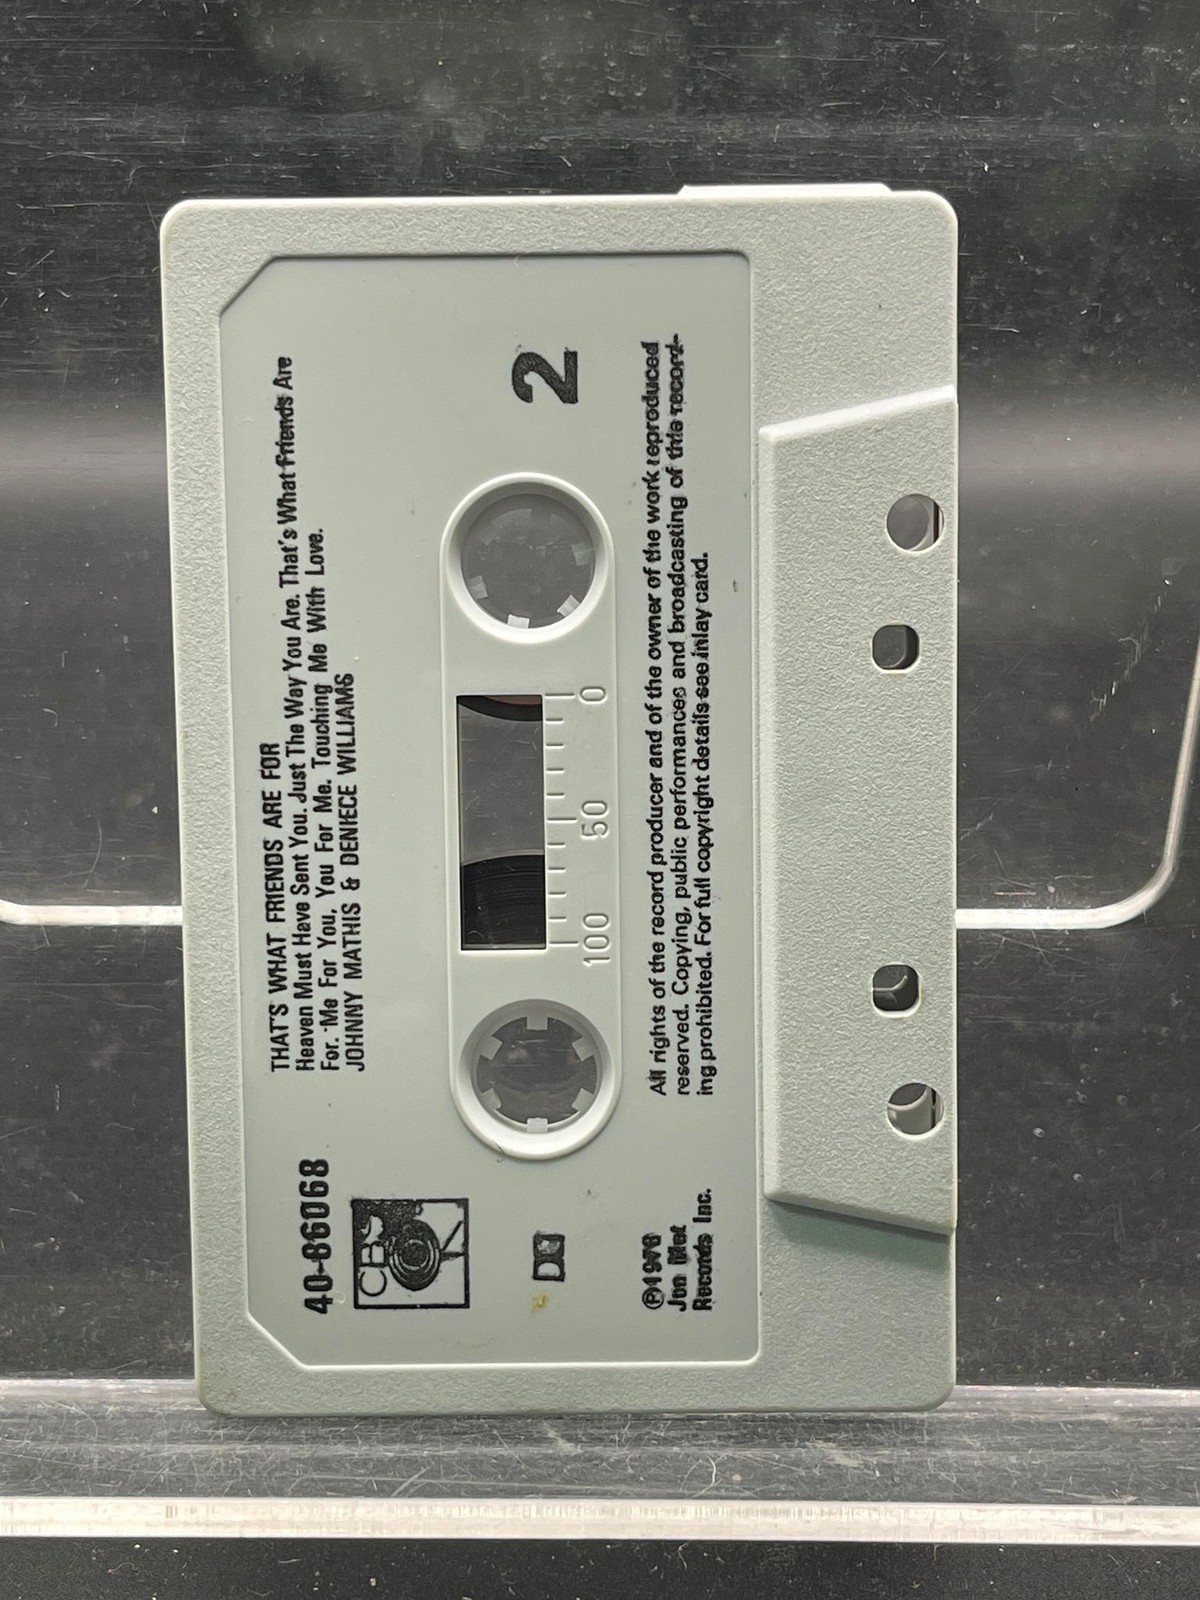 40-86068
THAT'S WHAT FRIENDS ARE FOR
Heaven Must Have Sent You. Just The Way You Are. That's What Friends Are
For. Me For You, You For Me. Touching Me With Love.
JOHNNY MATHIS & DENIECE WILLIAMS
CBS
2
100 50 0
All rights of the record producer and of the owner of the work reproduced
reserved. Copying, public performances and broadcasting of this record-
ing prohibited. For full copyright details see inlay card.
℗1978
Jon Mat
Records Inc.